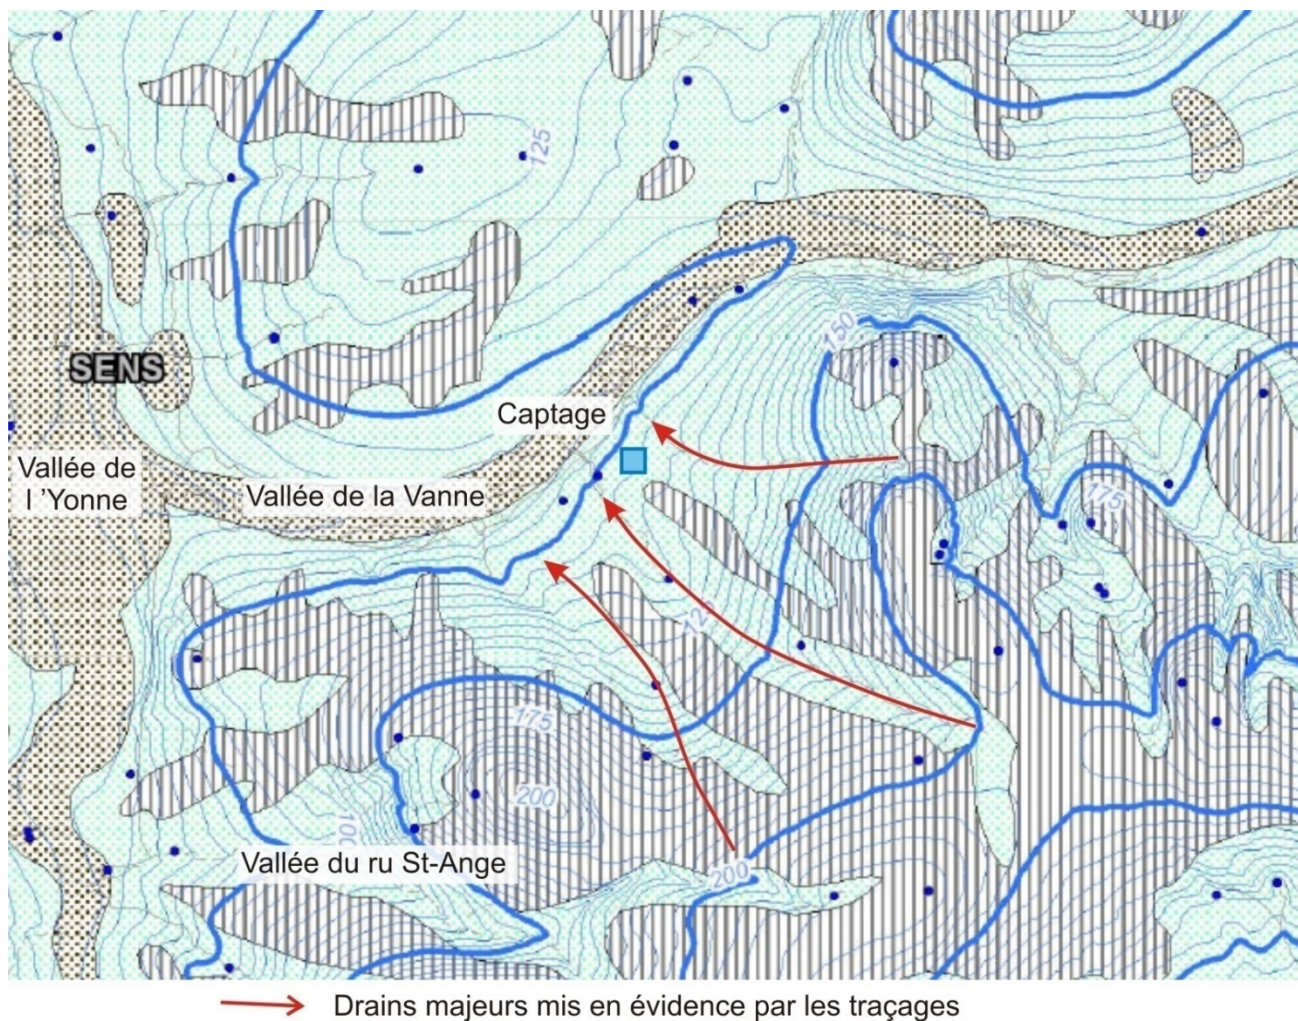 125
150
SENS
Captage
Vallée de
l 'Yonne
Vallée de la Vanne
175
175
200
Vallée du ru St-Ange
200
Drains majeurs mis en évidence par les traçages